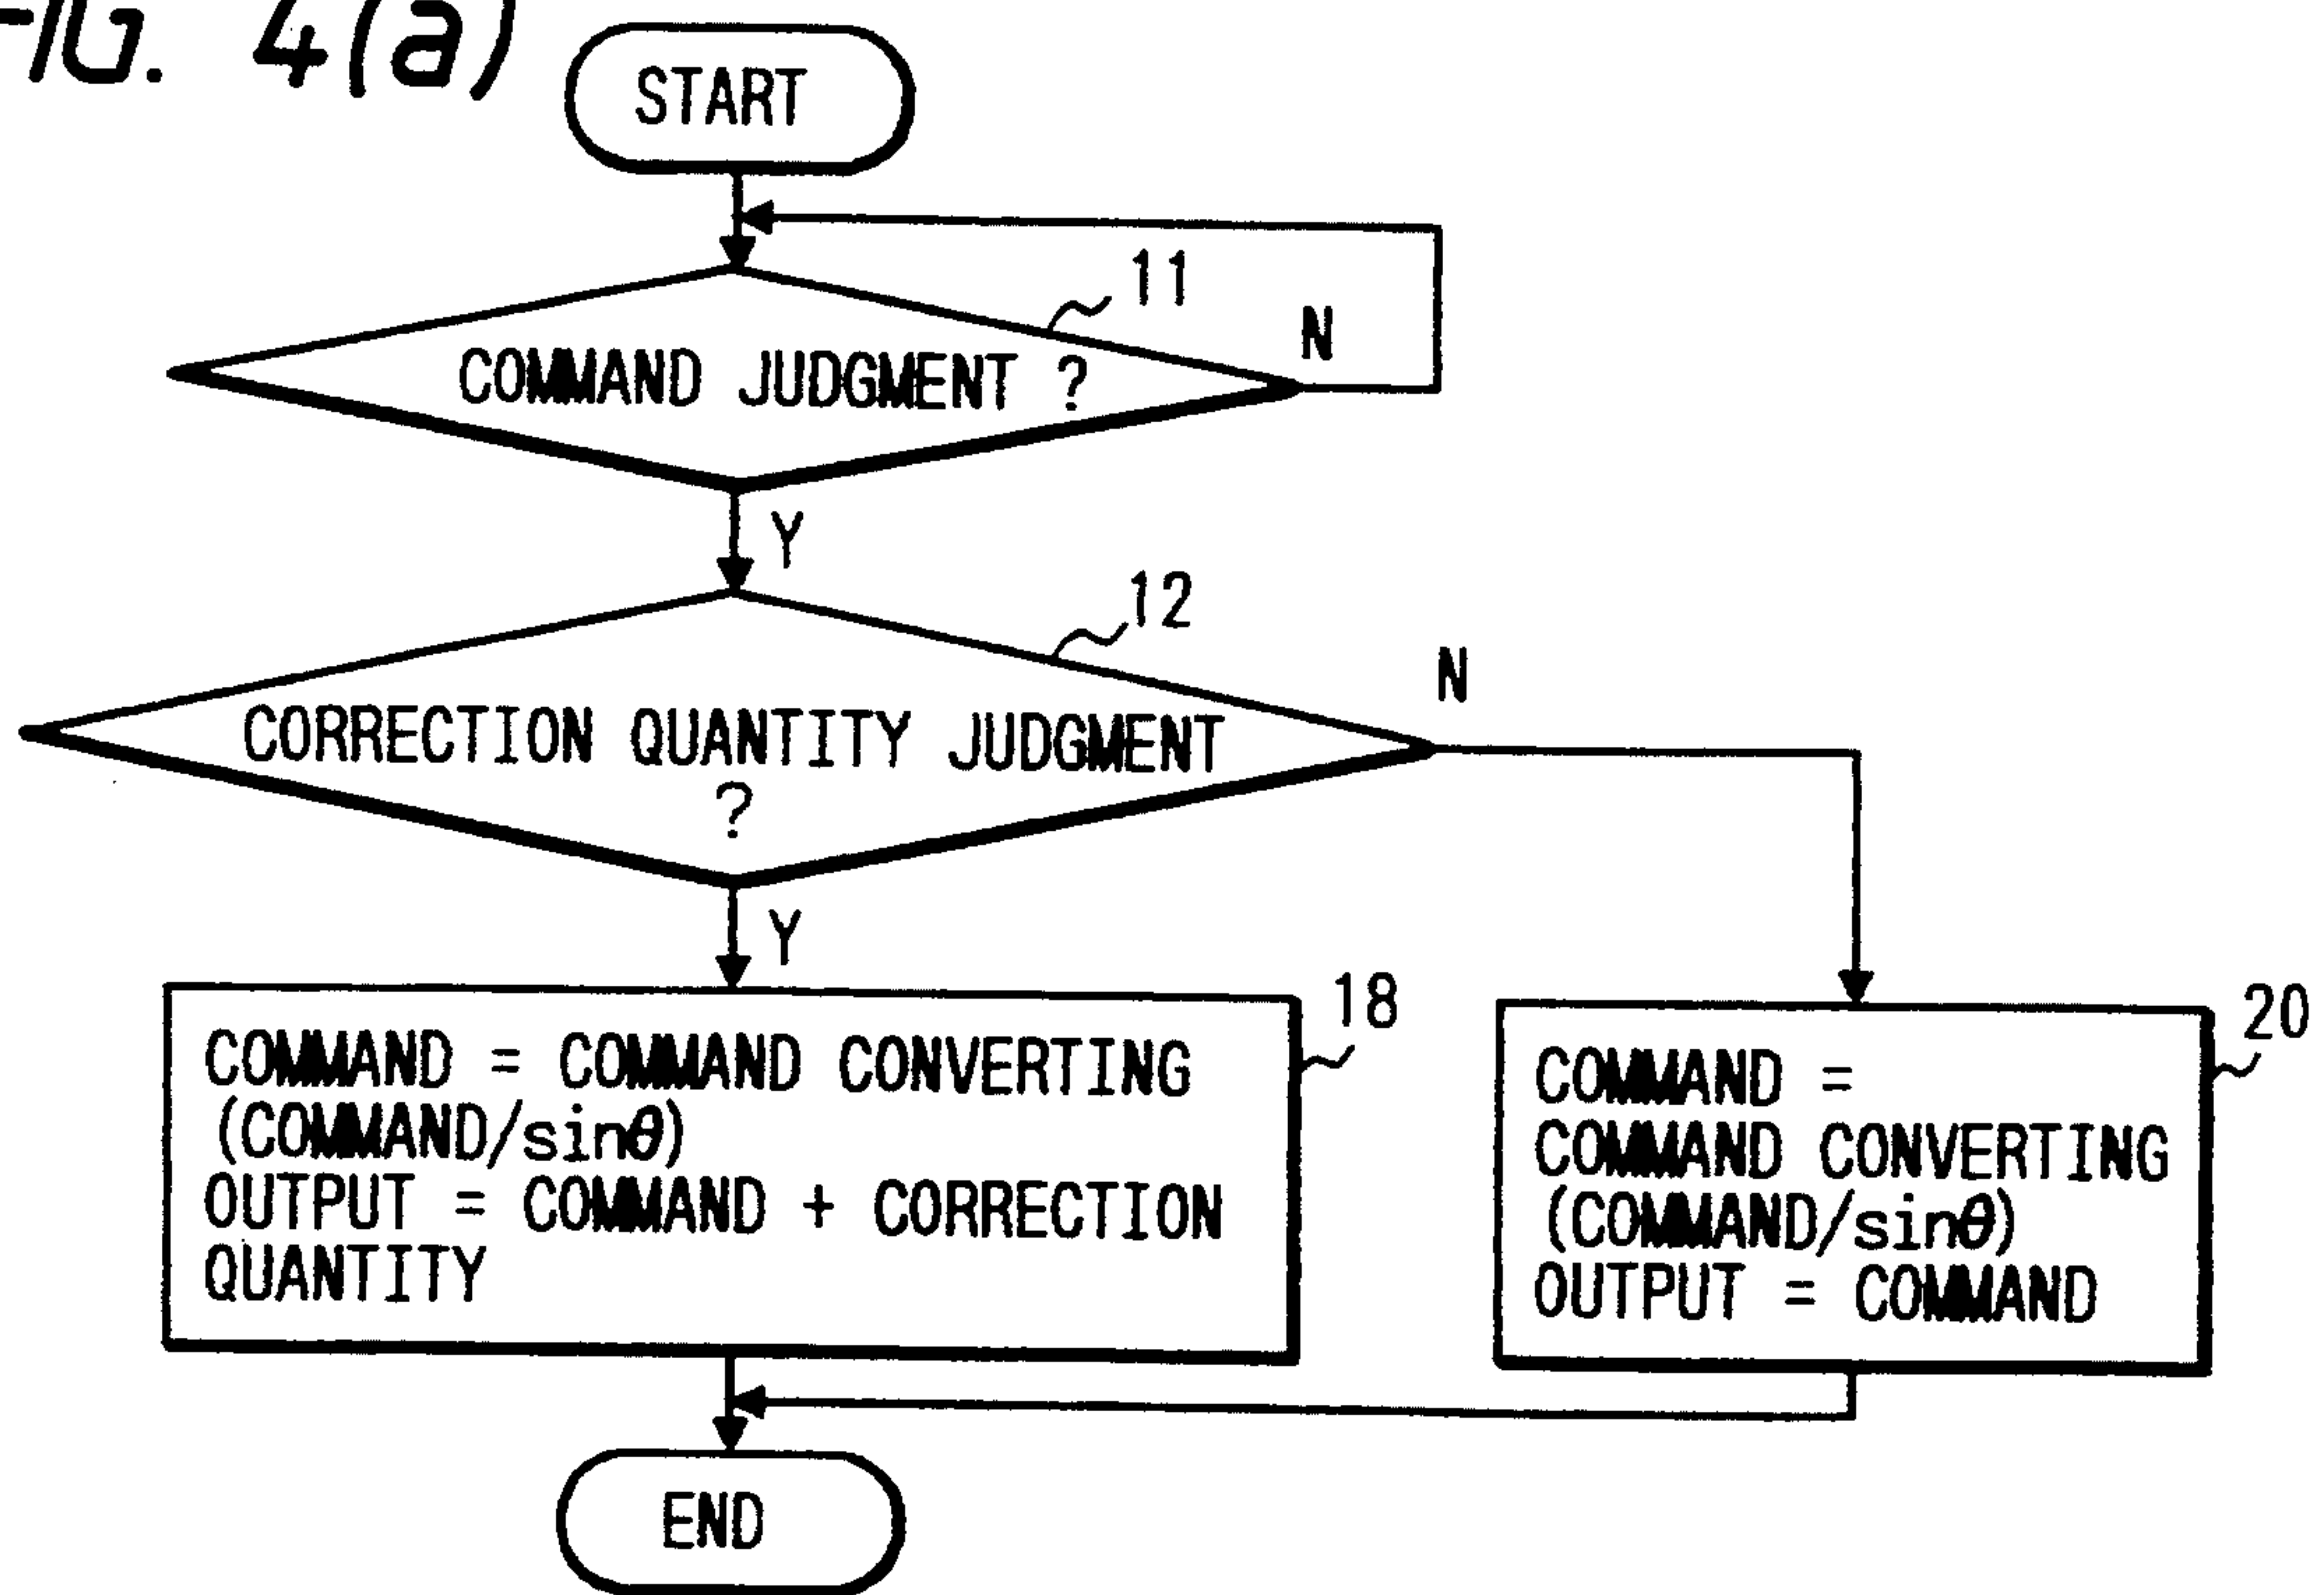 FIG. 4(a)
START
11
N
COMMAND JUDGMENT ?
Y
12
N
CORRECTION QUANTITY JUDGMENT
?
Y
18
COMMAND = COMMAND CONVERTING
(COMMAND/sinθ)
OUTPUT = COMMAND + CORRECTION
QUANTITY
20
COMMAND =
COMMAND CONVERTING
(COMMAND/sinθ)
OUTPUT = COMMAND
END